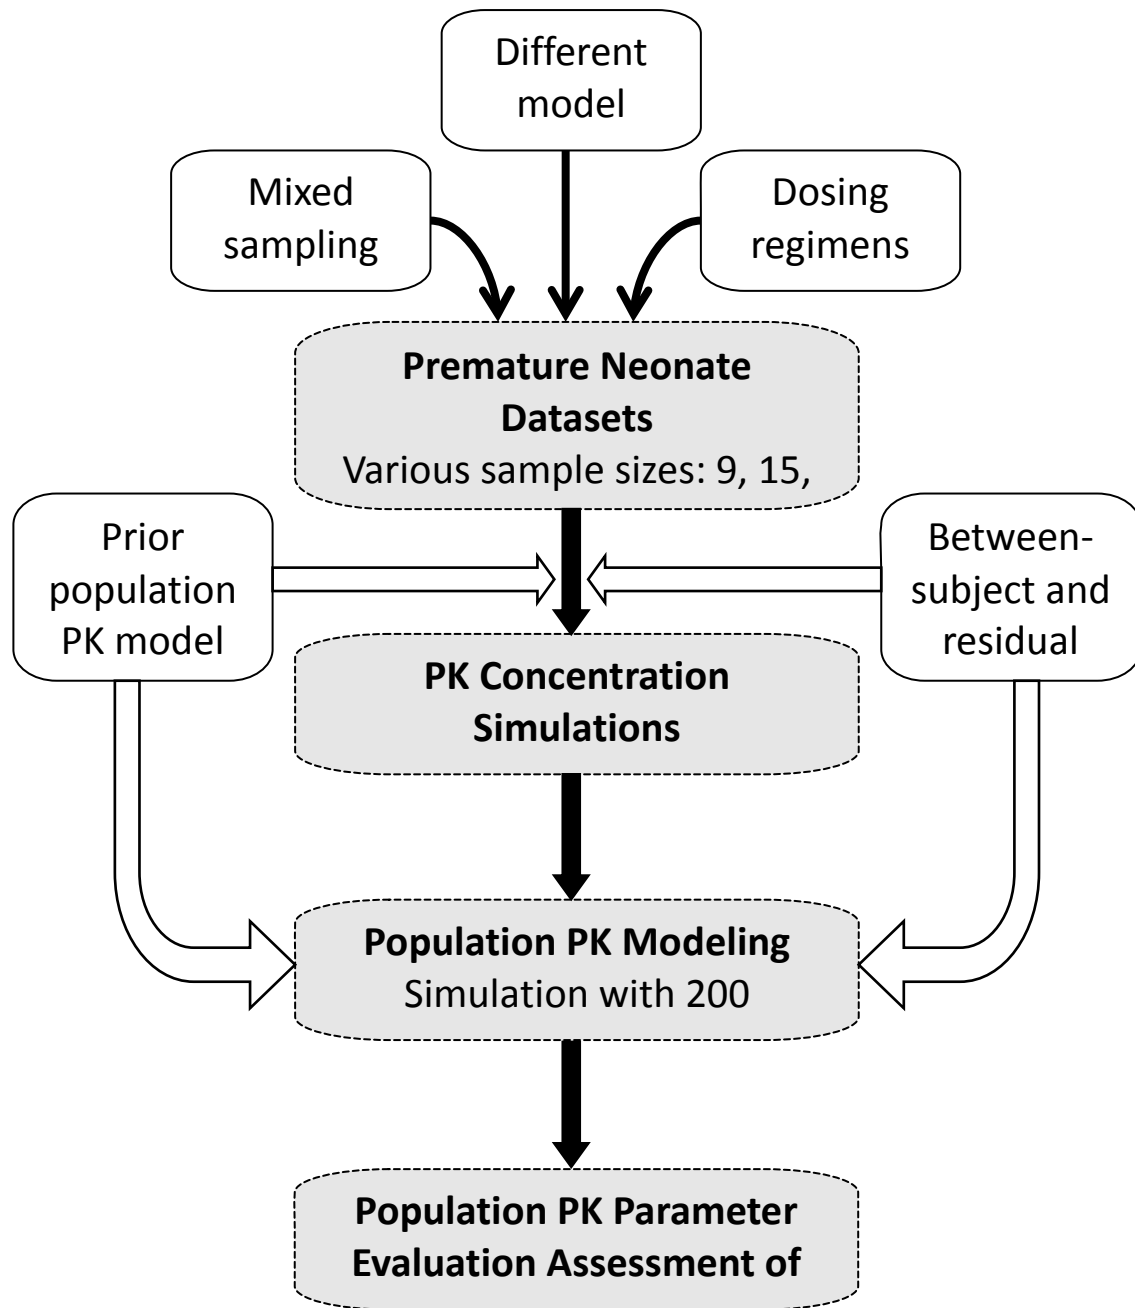 Different
model
Mixed
sampling
Dosing
regimens
Premature Neonate
Datasets
Various sample sizes: 9, 15,
Prior
population
PK model
Between-
subject and
residual
PK Concentration
Simulations
Population PK Modeling
Simulation with 200
Population PK Parameter
Evaluation Assessment of